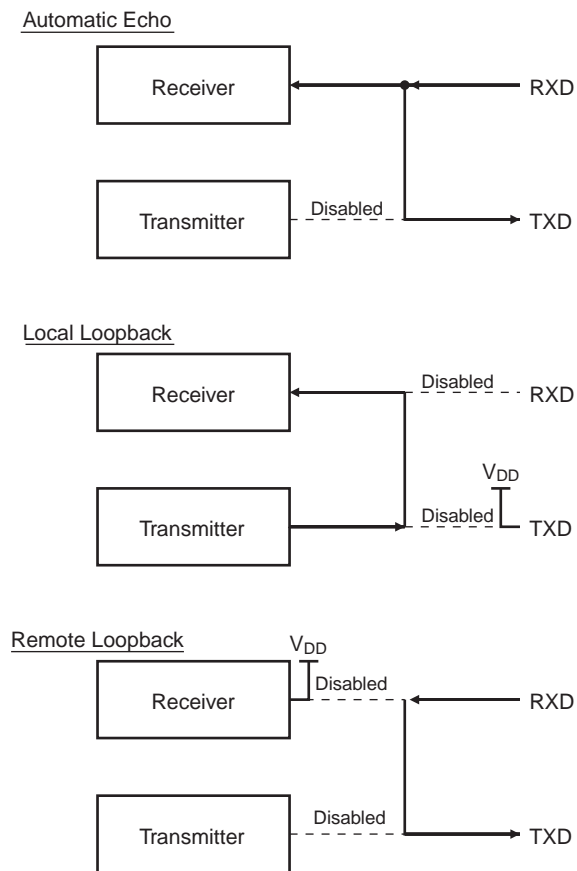 Automatic Echo
Receiver
RXD
Transmitter
Disabled
TXD
Local Loopback
Receiver
Disabled
RXD
VDD
Transmitter
Disabled
TXD
Remote Loopback
VDD
Receiver
Disabled
RXD
Transmitter
Disabled
TXD